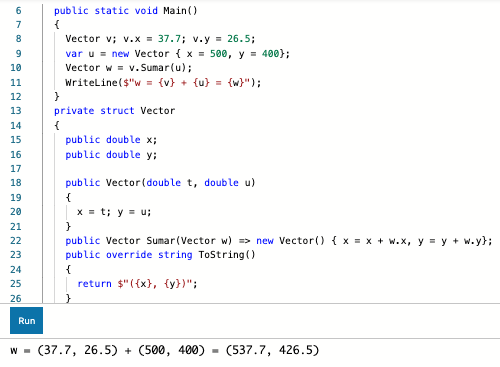 6 public static void Main()
7 {
8 Vector v; v.x = 37.7; v.y = 26.5;
9 var u = new Vector { x = 500, y = 400};
10 Vector w = v.Sumar(u);
11 WriteLine($"w = {v} + {u} = {w}");
12 }
13 private struct Vector
14 {
15 public double x;
16 public double y;
17
18 public Vector(double t, double u)
19 {
20 x = t; y = u;
21 }
22 public Vector Sumar(Vector w) => new Vector() { x = x + w.x, y = y + w.y};
23 public override string ToString()
24 {
25 return $"({x}, {y})";
26 }
Run
w = (37.7, 26.5) + (500, 400) = (537.7, 426.5)